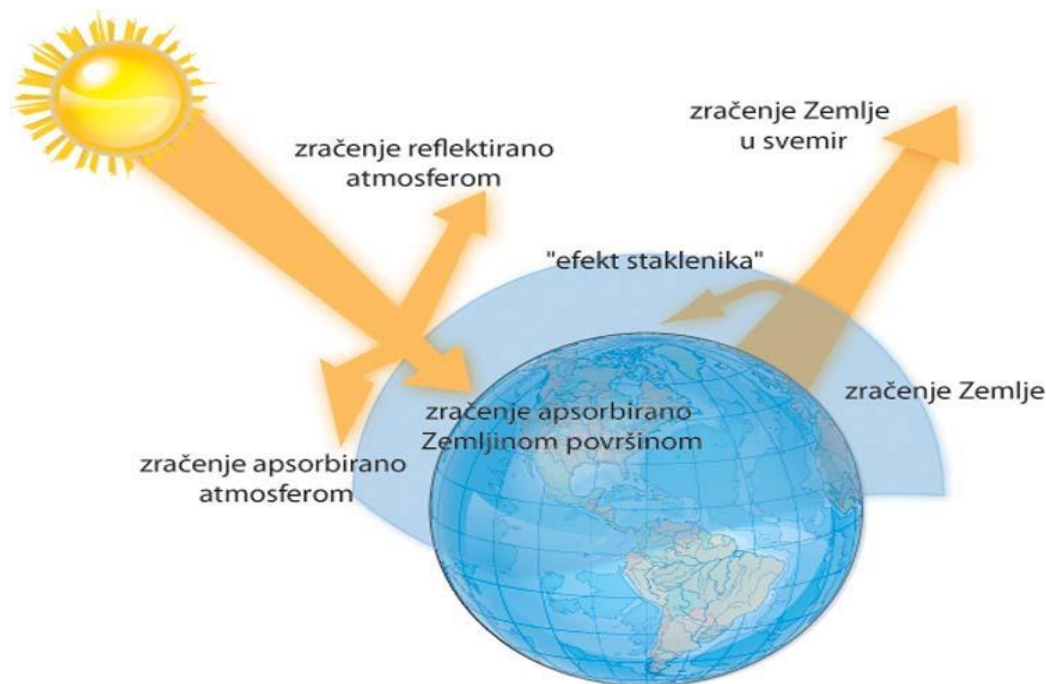 zračenje Zemlje
u svemir
zračenje reflektirano
atmosferom
"efekt staklenika"
zračenje Zemlje
zračenje apsorbirano
Zemljinom površinom
zračenje apsorbirano
atmosferom